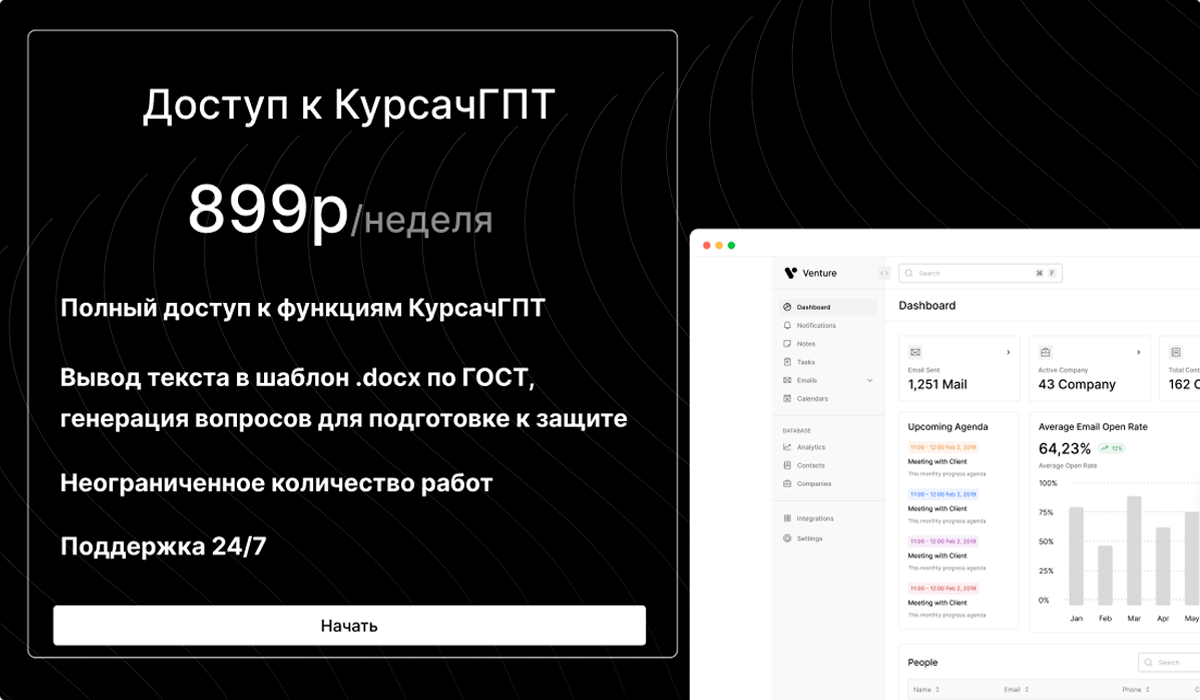 Доступ к КурсачГПТ
899р/неделя
Полный доступ к функциям КурсачГПТ
Вывод текста в шаблон .docx по ГОСТ,
генерация вопросов для подготовке к защите
Неограниченное количество работ
Поддержка 24/7
Начать
Venture
Search
⌘ F
Dashboard
Notifications
Notes
Tasks
Emails
Calendars
DATABASE
Analytics
Contacts
Companies
Integrations
Settings
Dashboard
Email Sent
1,251 Mail
Active Company
43 Company
Total Cont
162 C
Upcoming Agenda
11:00 - 12:00 Feb 2, 2019
Meeting with Client
This monthly progress agenda
11:00 - 12:00 Feb 2, 2019
Meeting with Client
This monthly progress agenda
11:00 - 12:00 Feb 2, 2019
Meeting with Client
This monthly progress agenda
11:00 - 12:00 Feb 2, 2019
Meeting with Client
This monthly progress agenda
Average Email Open Rate
64,23% 12%
Average Open Rate
100%
75%
50%
25%
0%
Jan Feb Mar Apr May
People
Search
Name Email Phone C